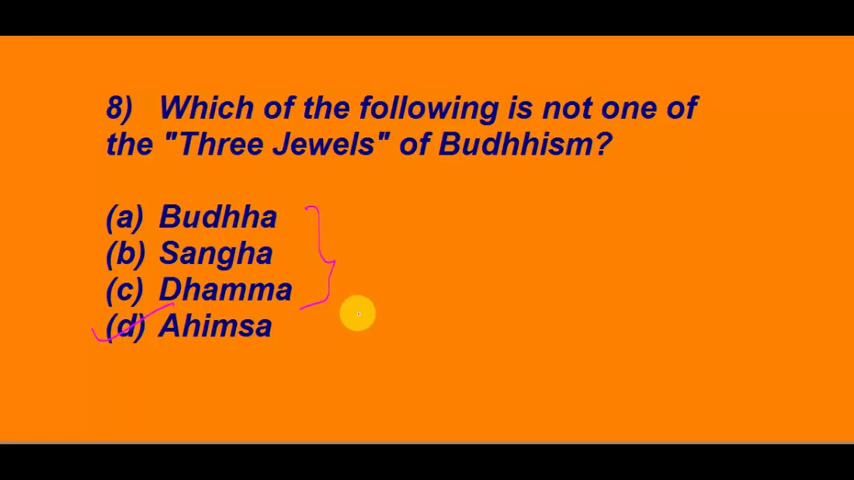 8) Which of the following is not one of
the "Three Jewels" of Budhhism?
(a) Budhha
(b) Sangha
(c) Dhamma
(d) Ahimsa